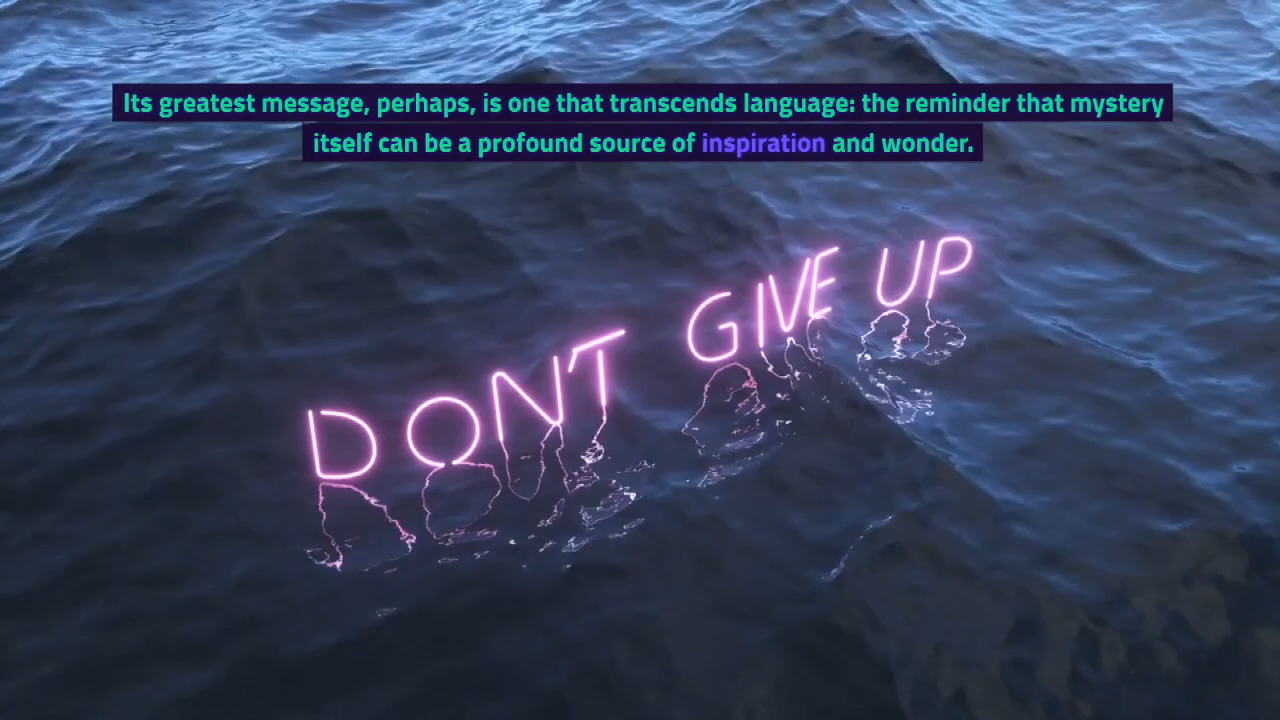 Its greatest message, perhaps, is one that transcends language: the reminder that mystery
itself can be a profound source of inspiration and wonder.
DON'T GIVE UP